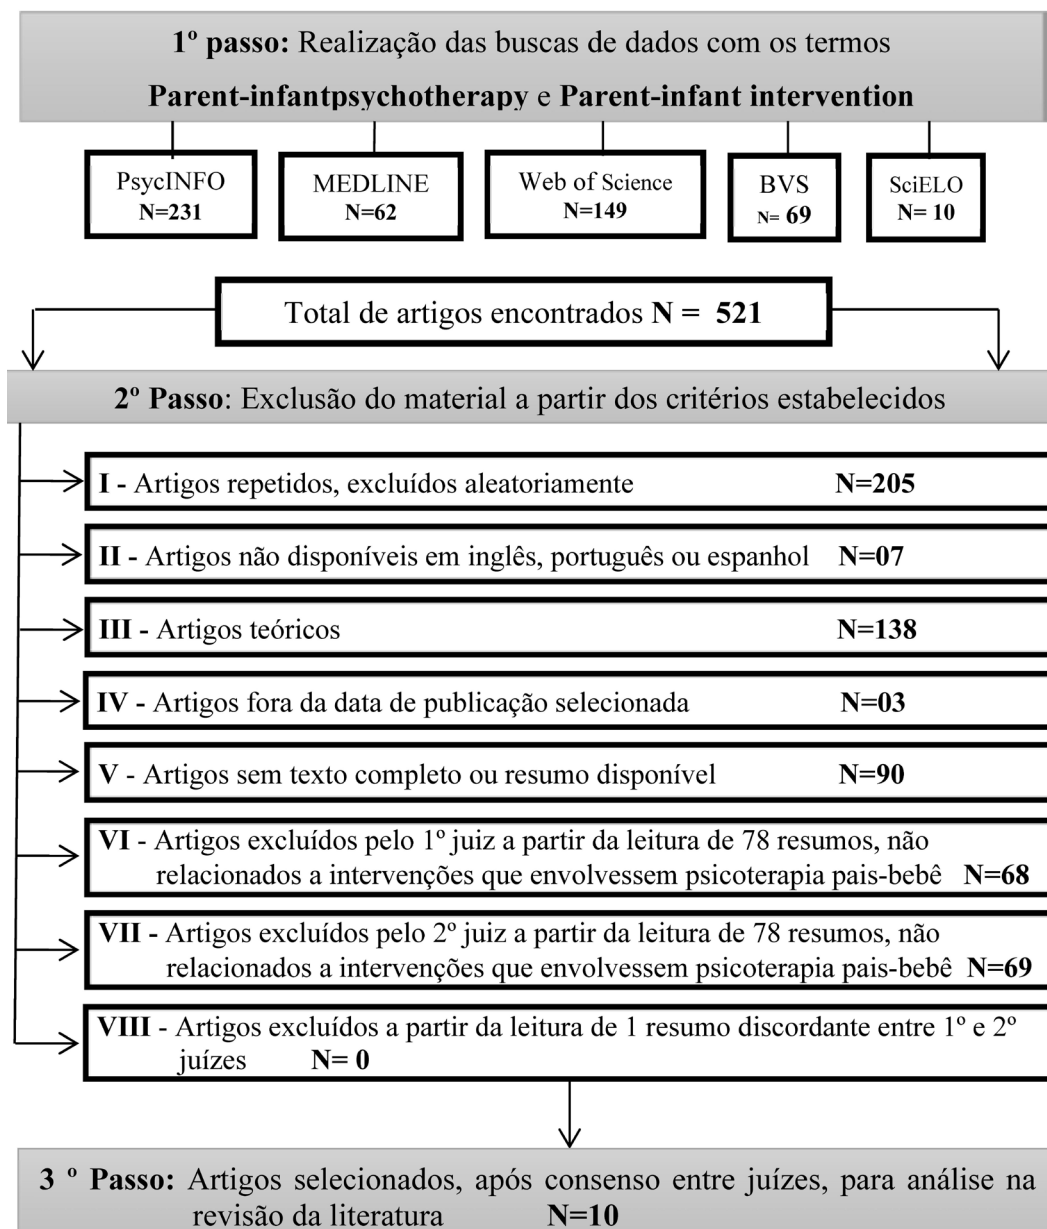 1º passo: Realização das buscas de dados com os termos
Parent-infantpsychotherapy e Parent-infant intervention
PsycINFO
N=231
MEDLINE
N=62
Web of Science
N=149
BVS
N= 69
SciELO
N= 10
Total de artigos encontrados N = 521
2º Passo: Exclusão do material a partir dos critérios estabelecidos
I - Artigos repetidos, excluídos aleatoriamente N=205
II - Artigos não disponíveis em inglês, português ou espanhol N=07
III - Artigos teóricos N=138
IV - Artigos fora da data de publicação selecionada N=03
V - Artigos sem texto completo ou resumo disponível N=90
VI - Artigos excluídos pelo 1º juiz a partir da leitura de 78 resumos, não
relacionados a intervenções que envolvessem psicoterapia pais-bebê N=68
VII - Artigos excluídos pelo 2º juiz a partir da leitura de 78 resumos, não
relacionados a intervenções que envolvessem psicoterapia pais-bebê N=69
VIII - Artigos excluídos a partir da leitura de 1 resumo discordante entre 1º e 2º
juízes N= 0
3 º Passo: Artigos selecionados, após consenso entre juízes, para análise na
revisão da literatura N=10